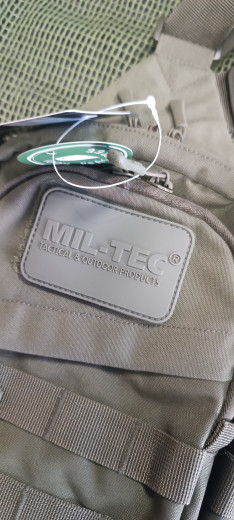 MIL-TEC®
TACTICAL & OUTDOOR PRODUCTS